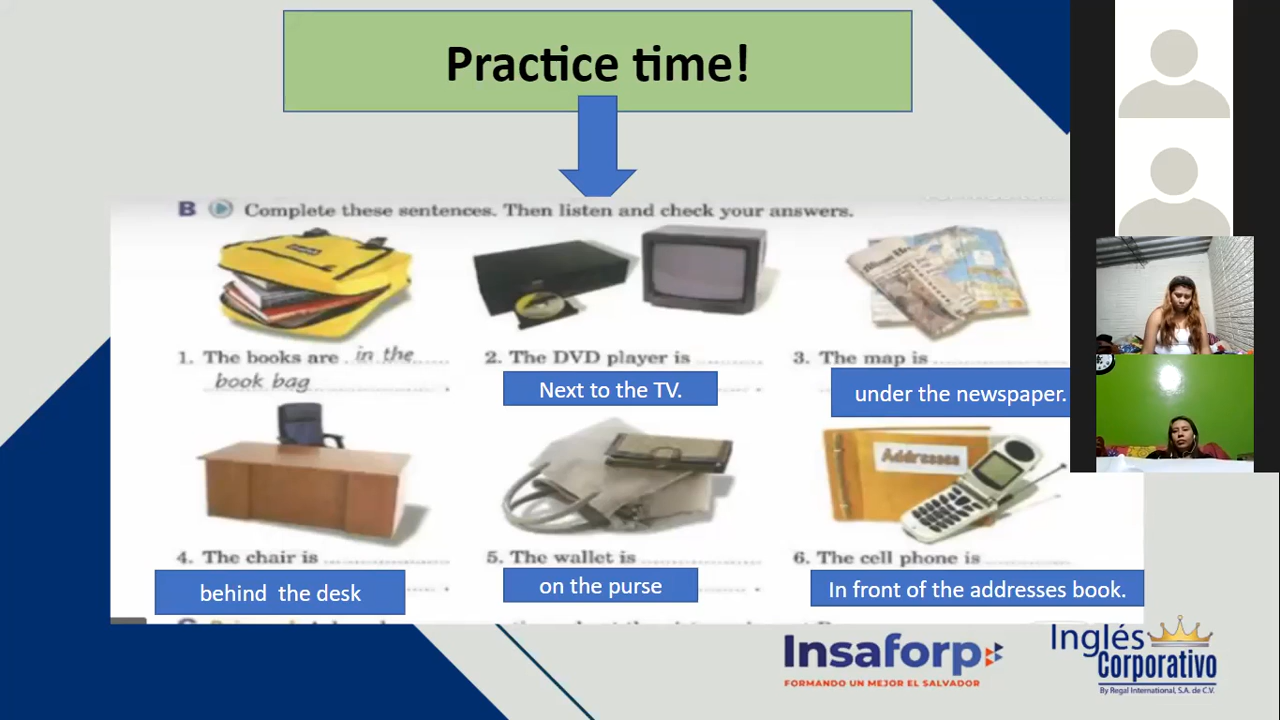 Practice time!
B Complete these sentences. Then listen and check your answers.
1. The books are in the
book bag .
2. The DVD player is
Next to the TV.
3. The map is
under the newspaper.
Addresses
4. The chair is
behind the desk
5. The wallet is
on the purse
6. The cell phone is
In front of the addresses book.
Insaforp
FORMANDO UN MEJOR EL SALVADOR
Inglés
Corporativo
By Regal International, S.A. de C.V.